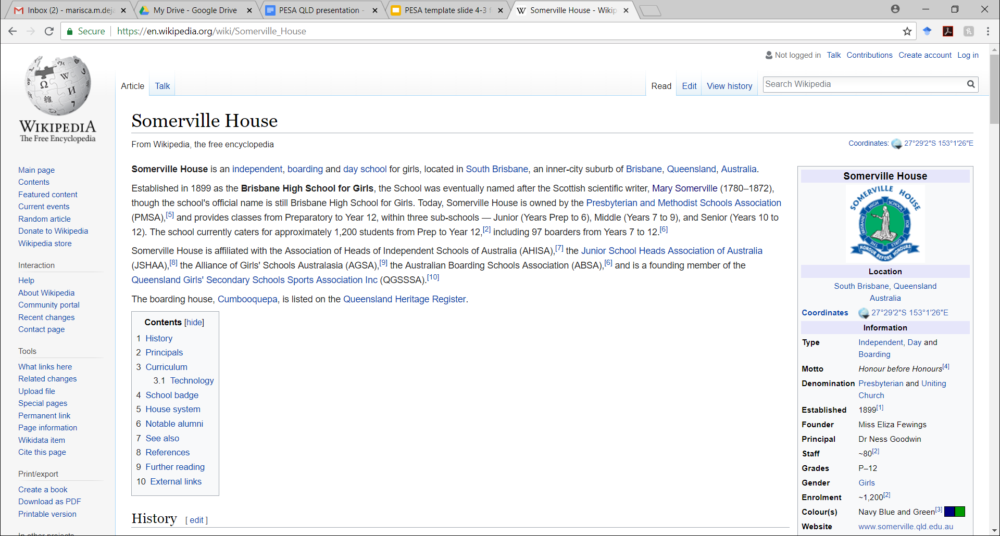 Inbox (2) - marisca.m.deja
My Drive - Google Drive
PESA QLD presentation -
PESA template slide 4-3 f
Somerville House - Wikip
Secure
https://en.wikipedia.org/wiki/Somerville_House
Not logged in Talk Contributions Create account Log in
Article Talk
Read Edit View history
Search Wikipedia
WIKIPEDIA
The Free Encyclopedia
Main page
Contents
Featured content
Current events
Random article
Donate to Wikipedia
Wikipedia store
Interaction
Help
About Wikipedia
Community portal
Recent changes
Contact page
Tools
What links here
Related changes
Upload file
Special pages
Permanent link
Page information
Wikidata item
Cite this page
Print/export
Create a book
Download as PDF
Printable version
In other projects
Somerville House
From Wikipedia, the free encyclopedia
Coordinates: 27°29′2″S 153°1′26″E
Somerville House is an independent, boarding and day school for girls, located in South Brisbane, an inner-city suburb of Brisbane, Queensland, Australia.
Established in 1899 as the Brisbane High School for Girls, the School was eventually named after the Scottish scientific writer, Mary Somerville (1780–1872),
though the school's official name is still Brisbane High School for Girls. Today, Somerville House is owned by the Presbyterian and Methodist Schools Association
(PMSA),[5] and provides classes from Preparatory to Year 12, within three sub-schools — Junior (Years Prep to 6), Middle (Years 7 to 9), and Senior (Years 10 to
12). The school currently caters for approximately 1,200 students from Prep to Year 12,[2] including 97 boarders from Years 7 to 12.[6]
Somerville House is affiliated with the Association of Heads of Independent Schools of Australia (AHISA),[7] the Junior School Heads Association of Australia
(JSHAA),[8] the Alliance of Girls' Schools Australasia (AGSA),[9] the Australian Boarding Schools Association (ABSA),[6] and is a founding member of the
Queensland Girls' Secondary Schools Sports Association Inc (QGSSSA).[10]
The boarding house, Cumbooquepa, is listed on the Queensland Heritage Register.
Contents [hide]
1 History
2 Principals
3 Curriculum
3.1 Technology
4 School badge
5 House system
6 Notable alumni
7 See also
8 References
9 Further reading
10 External links
History [ edit ]
Somerville House
SOMERVILLE HOUSE
BRISBANE HIGH SCHOOL FOR
THE GIRLS
HONOUR BEFORE HONOURS
Location
South Brisbane, Queensland
Australia
Coordinates 27°29′2″S 153°1′26″E
Information
Type Independent, Day and
Boarding
Motto Honour before Honours[4]
Denomination Presbyterian and Uniting
Church
Established 1899[1]
Founder Miss Eliza Fewings
Principal Dr Ness Goodwin
Staff ~80[2]
Grades P–12
Gender Girls
Enrolment ~1,200[2]
Colour(s) Navy Blue and Green[3]
Website www.somerville.qld.edu.au